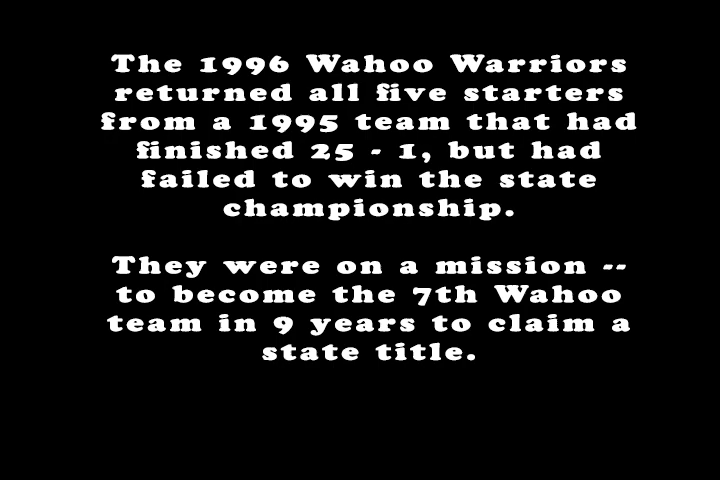 The 1996 Wahoo Warriors
returned all five starters
from a 1995 team that had
finished 25 - 1, but had
failed to win the state
championship.
They were on a mission --
to become the 7th Wahoo
team in 9 years to claim a
state title.